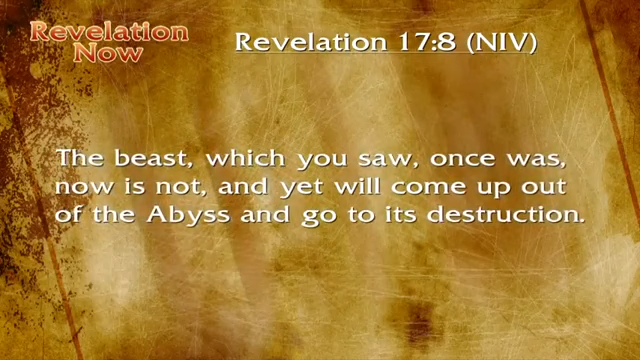 Revelation
Now
Revelation 17:8 (NIV)
The beast, which you saw, once was,
now is not, and yet will come up out
of the Abyss and go to its destruction.